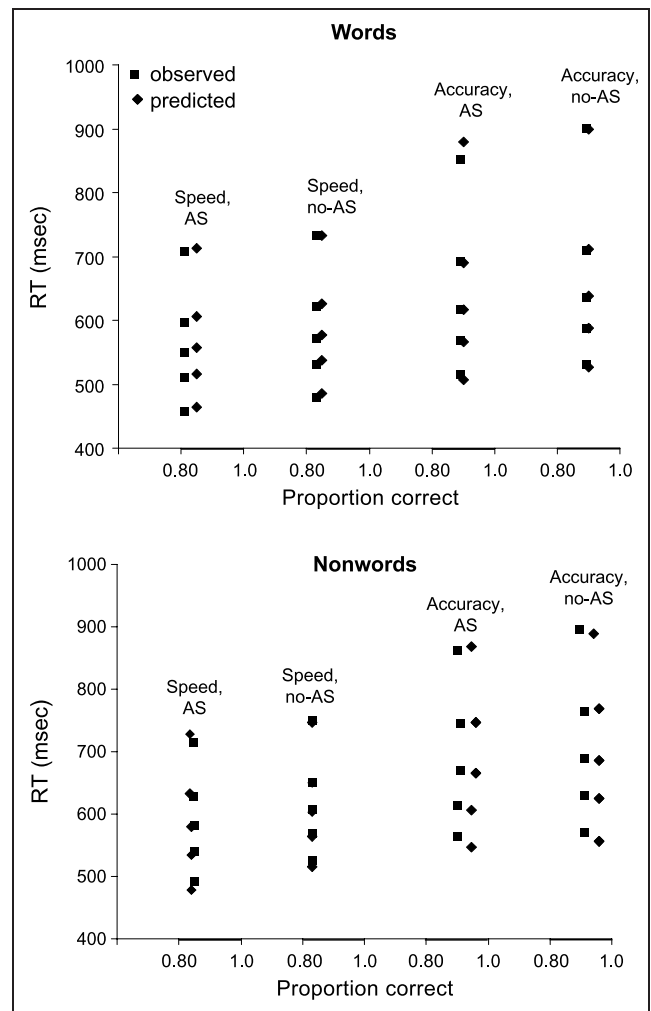 Words
1000
900
800
700
600
500
400
RT (msec)
observed
predicted
Speed,
AS
Speed,
no-AS
Accuracy,
AS
Accuracy,
no-AS
0.80 1.0 0.80 1.0 0.80 1.0 0.80 1.0
Proportion correct
Nonwords
1000
900
800
700
600
500
400
RT (msec)
Speed,
AS
Speed,
no-AS
Accuracy,
AS
Accuracy,
no-AS
0.80 1.0 0.80 1.0 0.80 1.0 0.80 1.0
Proportion correct